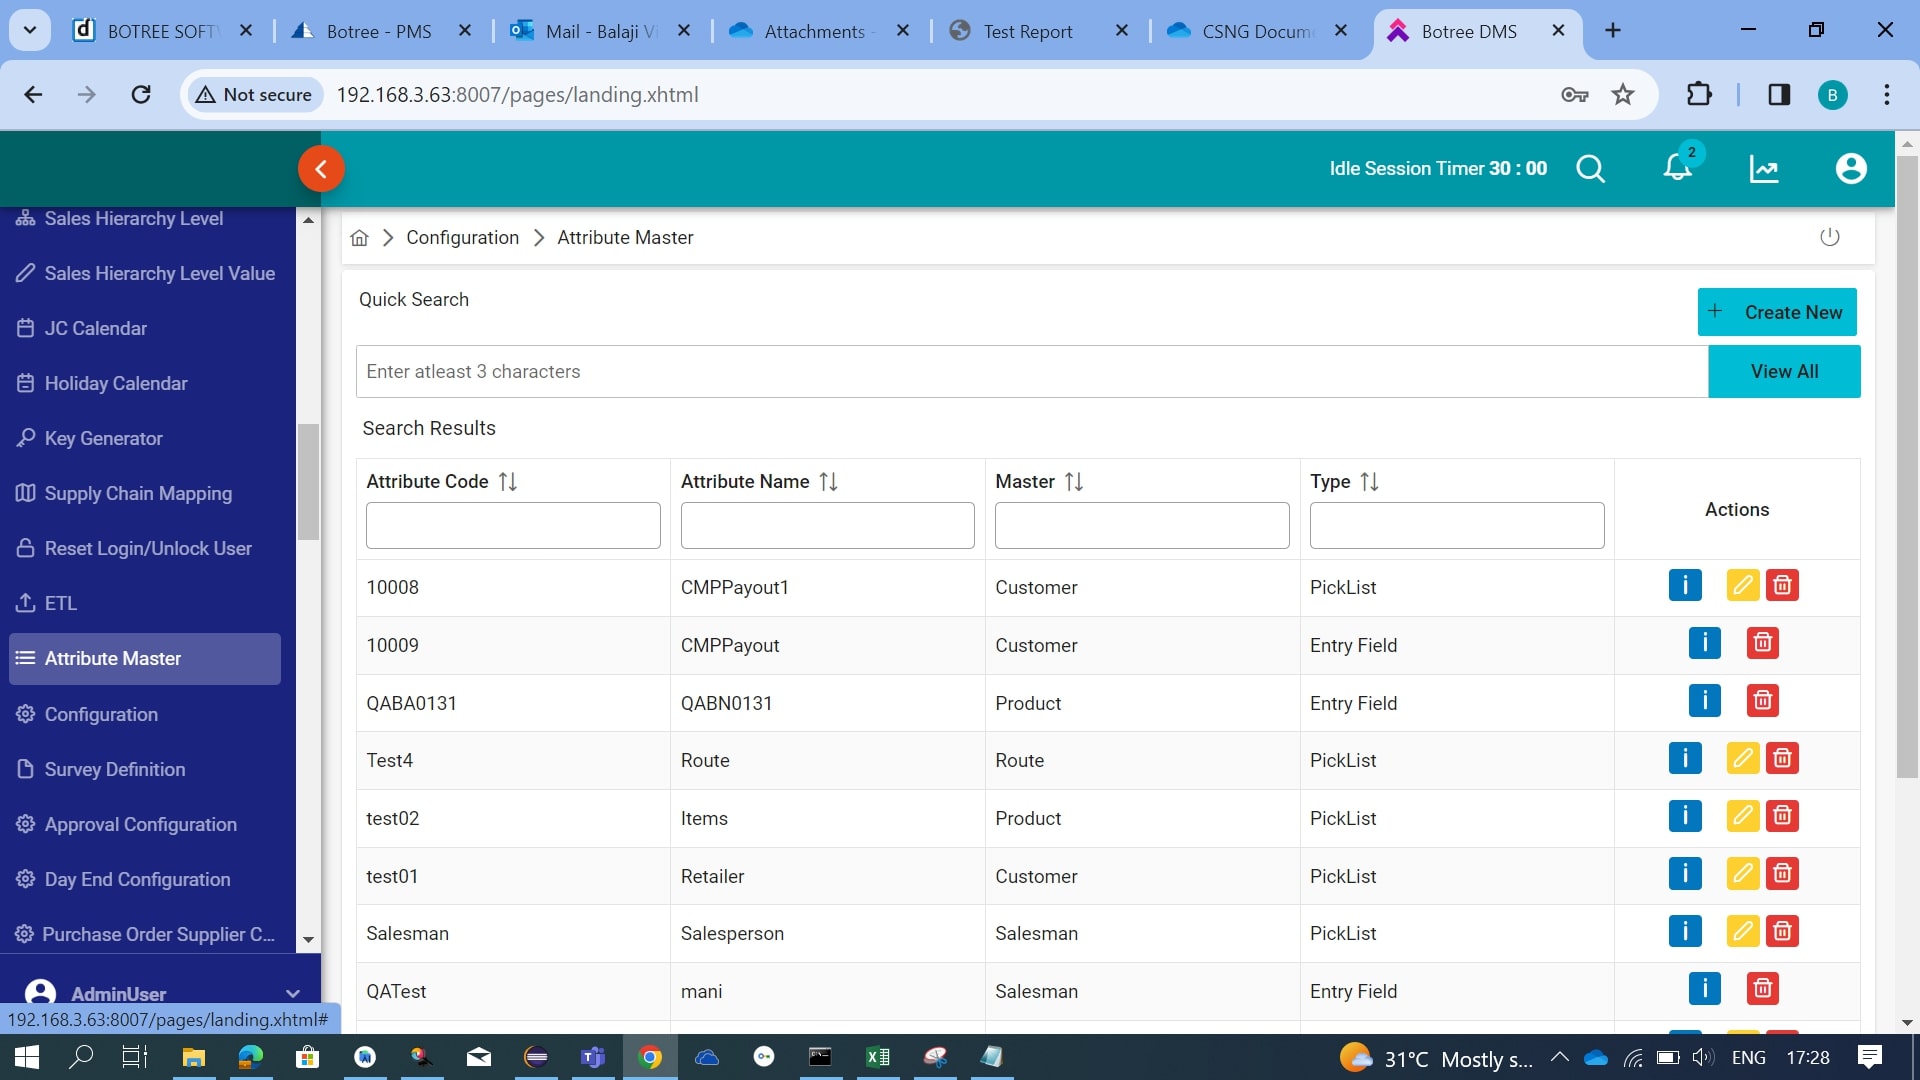 BOTREE SOFT
Botree - PMS
Mail - Balaji Vi
Attachments -
Test Report
CSNG Docum
Botree DMS
Not secure
192.168.3.63:8007/pages/landing.xhtml
B
Idle Session Timer 30 : 00
2
Sales Hierarchy Level
Sales Hierarchy Level Value
JC Calendar
Holiday Calendar
Key Generator
Supply Chain Mapping
Reset Login/Unlock User
ETL
Attribute Master
Configuration
Survey Definition
Approval Configuration
Day End Configuration
Purchase Order Supplier C...
AdminUser
192.168.3.63:8007/pages/landing.xhtml#
Configuration > Attribute Master
Quick Search
+ Create New
Enter atleast 3 characters
View All
Search Results
Attribute Code Attribute Name Master Type Actions
10008 CMPPayout1 Customer PickList
10009 CMPPayout Customer Entry Field
QABA0131 QABN0131 Product Entry Field
Test4 Route Route PickList
test02 Items Product PickList
test01 Retailer Customer PickList
Salesman Salesperson Salesman PickList
QATest mani Salesman Entry Field
31°C Mostly s... ENG 17:28